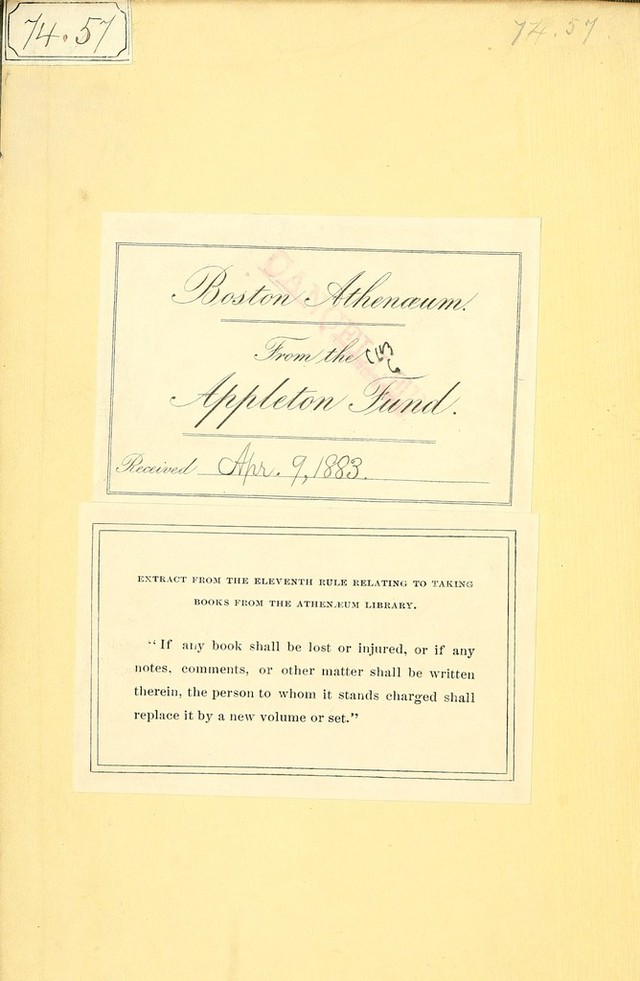 74.57
74.57
Boston Athenæum.
From the
Appleton Fund.
Received Apr. 9, 1883.
EXTRACT FROM THE ELEVENTH RULE RELATING TO TAKING
BOOKS FROM THE ATHENÆUM LIBRARY.
“If any book shall be lost or injured, or if any
notes, comments, or other matter shall be written
therein, the person to whom it stands charged shall
replace it by a new volume or set.”